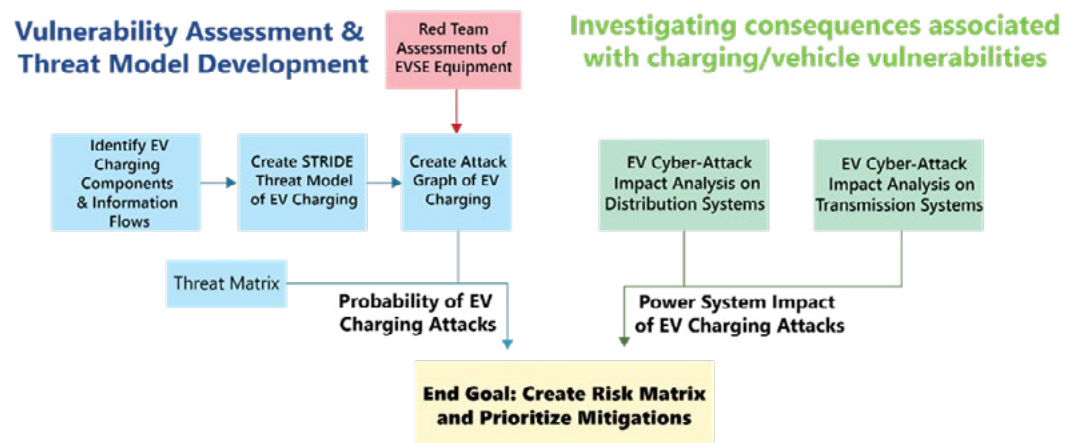 Vulnerability Assessment &
Threat Model Development
Red Team
Assessments of
EVSE Equipment
Investigating consequences associated
with charging/vehicle vulnerabilities
Identify EV
Charging
Components
& Information
Flows
Create STRIDE
Threat Model
of EV Charging
Create Attack
Graph of EV
Charging
EV Cyber-Attack
Impact Analysis on
Distribution Systems
EV Cyber-Attack
Impact Analysis on
Transmission Systems
Threat Matrix
Probability of EV
Charging Attacks
Power System Impact
of EV Charging Attacks
End Goal: Create Risk Matrix
and Prioritize Mitigations